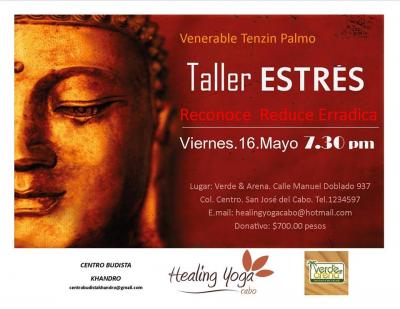 Venerable Tenzin Palmo
Taller ESTRÉS
Reconoce Reduce Erradica
Viernes.16.Mayo 7.30 pm
Lugar: Verde & Arena. Calle Manuel Doblado 937
Col. Centro. San José del Cabo. Tel.1234597
E.mail: healingyogacabo@hotmail.com
Donativo: $700.00 pesos
CENTRO BUDISTA
KHANDRO
centrobudistakhandro@gmail.com
Healing Yoga
cabo
verde
arena